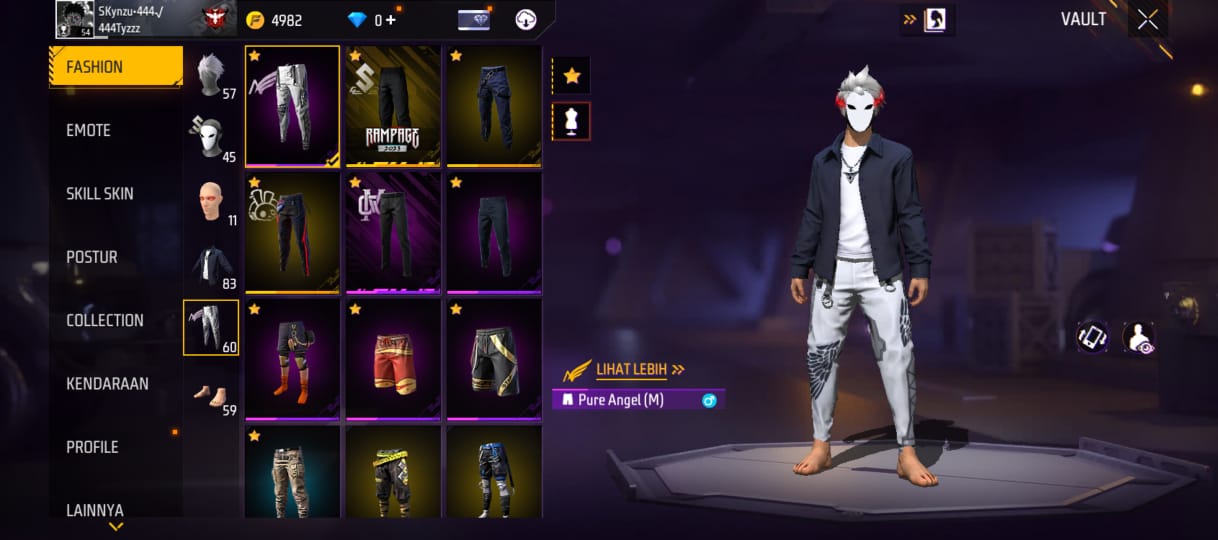 SKynzu•444√
444Tyzzz
54
4982
0+
VAULT
FASHION
EMOTE
SKILL SKIN
POSTUR
COLLECTION
KENDARAAN
PROFILE
LAINNYA
57
45
11
83
60
59
RAMPAGE
2023
LIHAT LEBIH
Pure Angel (M)